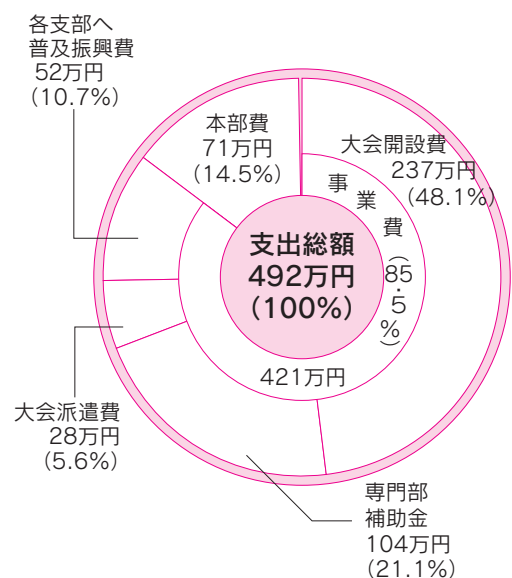 各支部へ
普及振興費
52万円
(10.7%)
本部費
71万円
(14.5%)
大会開設費
237万円
(48.1%)
事業費(85·5%)
421万円
支出総額
492万円
(100%)
大会派遣費
28万円
(5.6%)
専門部
補助金
104万円
(21.1%)